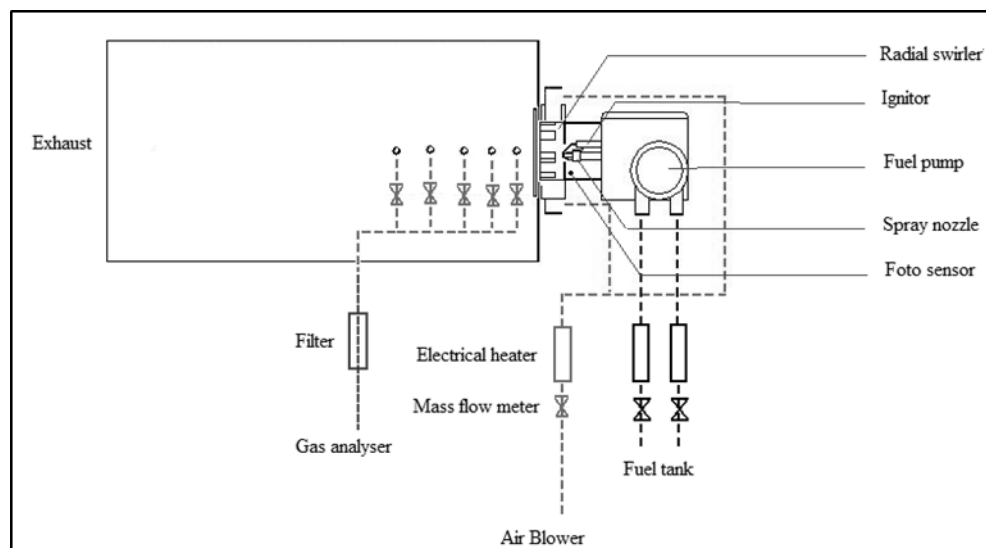 Radial swirler
Ignitor
Exhaust
Fuel pump
Spray nozzle
Foto sensor
Filter
Electrical heater
Mass flow meter
Gas analyser
Fuel tank
Air Blower